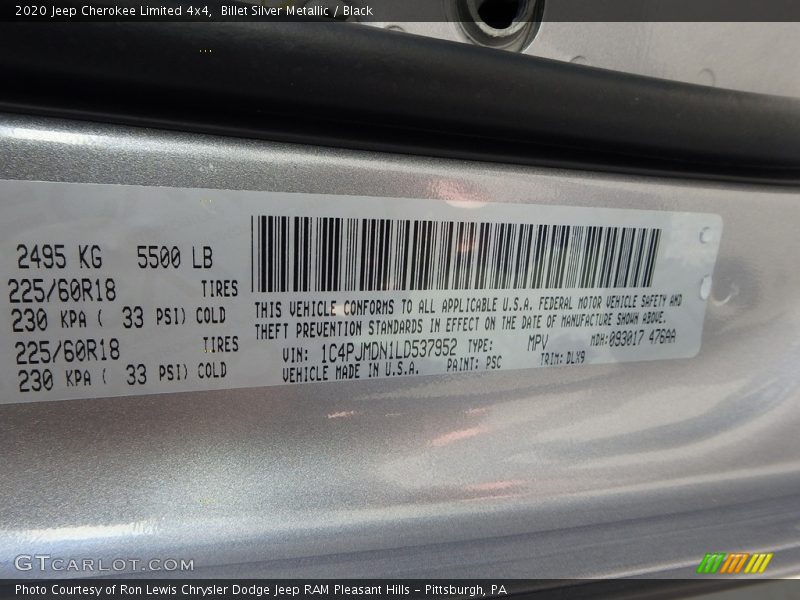 2020 Jeep Cherokee Limited 4x4, Billet Silver Metallic / Black
2495 KG 5500 LB
225/60R18 TIRES
230 KPA ( 33 PSI) COLD
225/60R18 TIRES
230 KPA ( 33 PSI) COLD
THIS VEHICLE CONFORMS TO ALL APPLICABLE U.S.A. FEDERAL MOTOR VEHICLE SAFETY AND
THEFT PREVENTION STANDARDS IN EFFECT ON THE DATE OF MANUFACTURE SHOWN ABOVE.
VIN: 1C4PJMDN1LD537952 TYPE: MPV MDH:093017 476AA
VEHICLE MADE IN U.S.A. PAINT: PSC TRIM: DLX9
GTCARLOT.COM
Photo Courtesy of Ron Lewis Chrysler Dodge Jeep RAM Pleasant Hills - Pittsburgh, PA